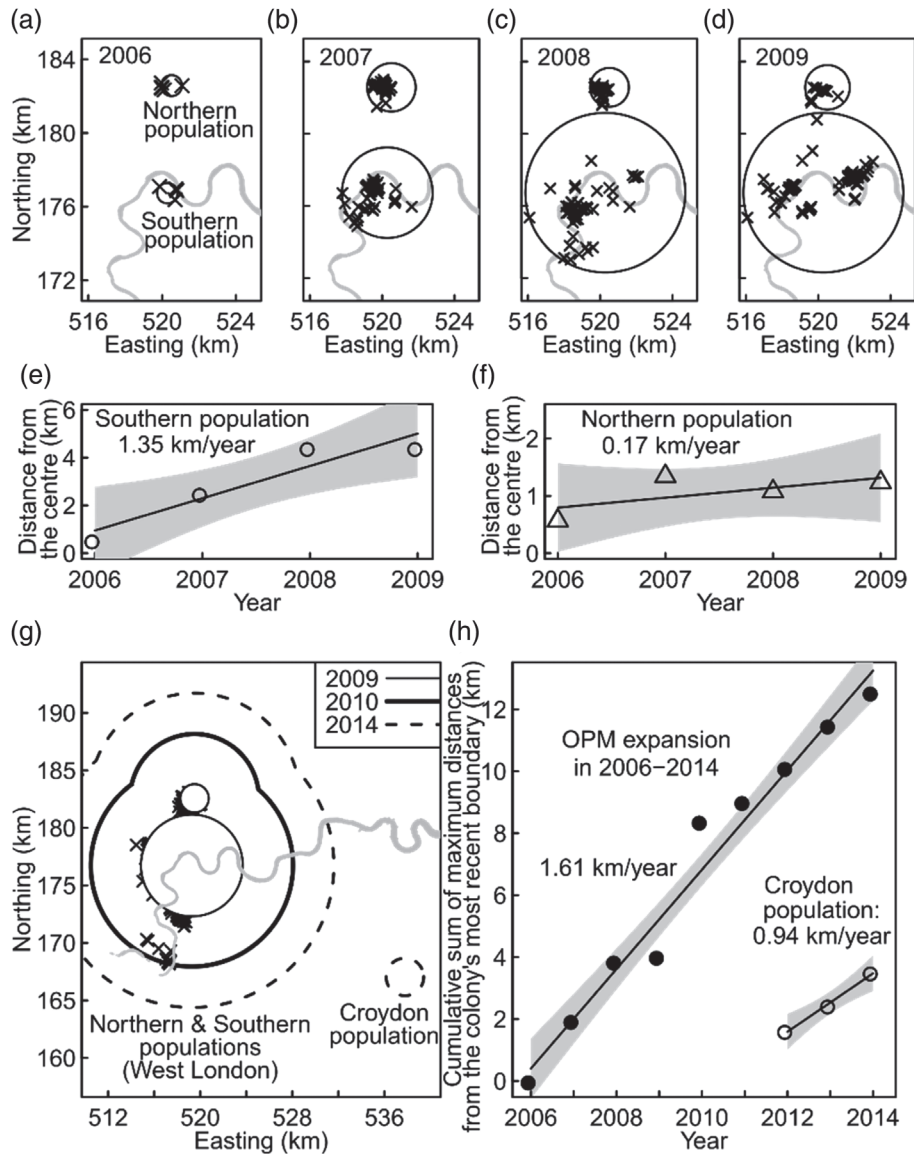 (a)
(b)
(c)
(d)
2006
2007
2008
2009
184
180
176
172
Northing (km)
Northern
population
Southern
population
516 520 524
516 520 524
516 520 524
516 520 524
Easting (km)
Easting (km)
Easting (km)
Easting (km)
(e)
Southern population
1.35 km/year
Distance from
the centre (km)
6
4
2
0
2006 2007 2008 2009
Year
(f)
Northern population
0.17 km/year
Distance from
the centre (km)
2
1
0
2006 2007 2008 2009
Year
(g)
2009
2010
2014
Northing (km)
190
185
180
175
170
165
160
Northern & Southern
populations
(West London)
Croydon
population
512 520 528 536
Easting (km)
(h)
Cumulative sum of maximum distances
from the colony's most recent boundary (km)
12
10
8
6
4
2
0
OPM expansion
in 2006−2014
1.61 km/year
Croydon
population:
0.94 km/year
2006 2008 2010 2012 2014
Year